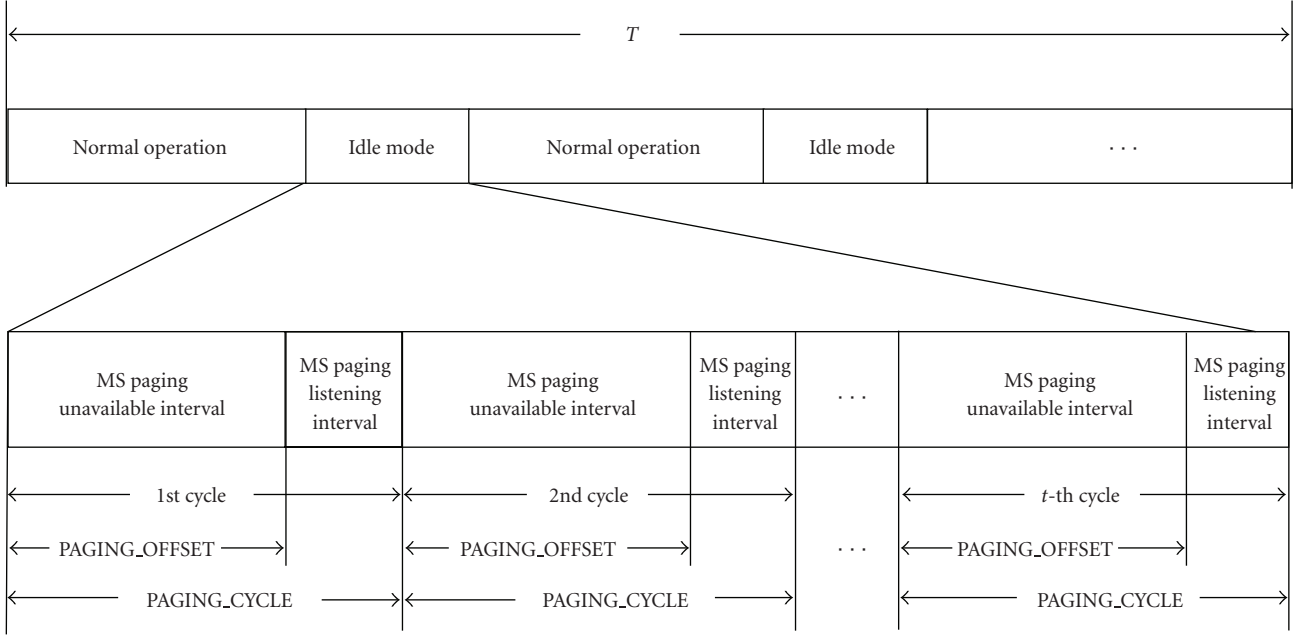 T
Normal operation
Idle mode
Normal operation
Idle mode
. . .
MS paging
unavailable interval
MS paging
listening
interval
MS paging
unavailable interval
MS paging
listening
interval
. . .
MS paging
unavailable interval
MS paging
listening
interval
1st cycle
2nd cycle
t-th cycle
PAGING_OFFSET
PAGING_OFFSET
. . .
PAGING_OFFSET
PAGING_CYCLE
PAGING_CYCLE
PAGING_CYCLE